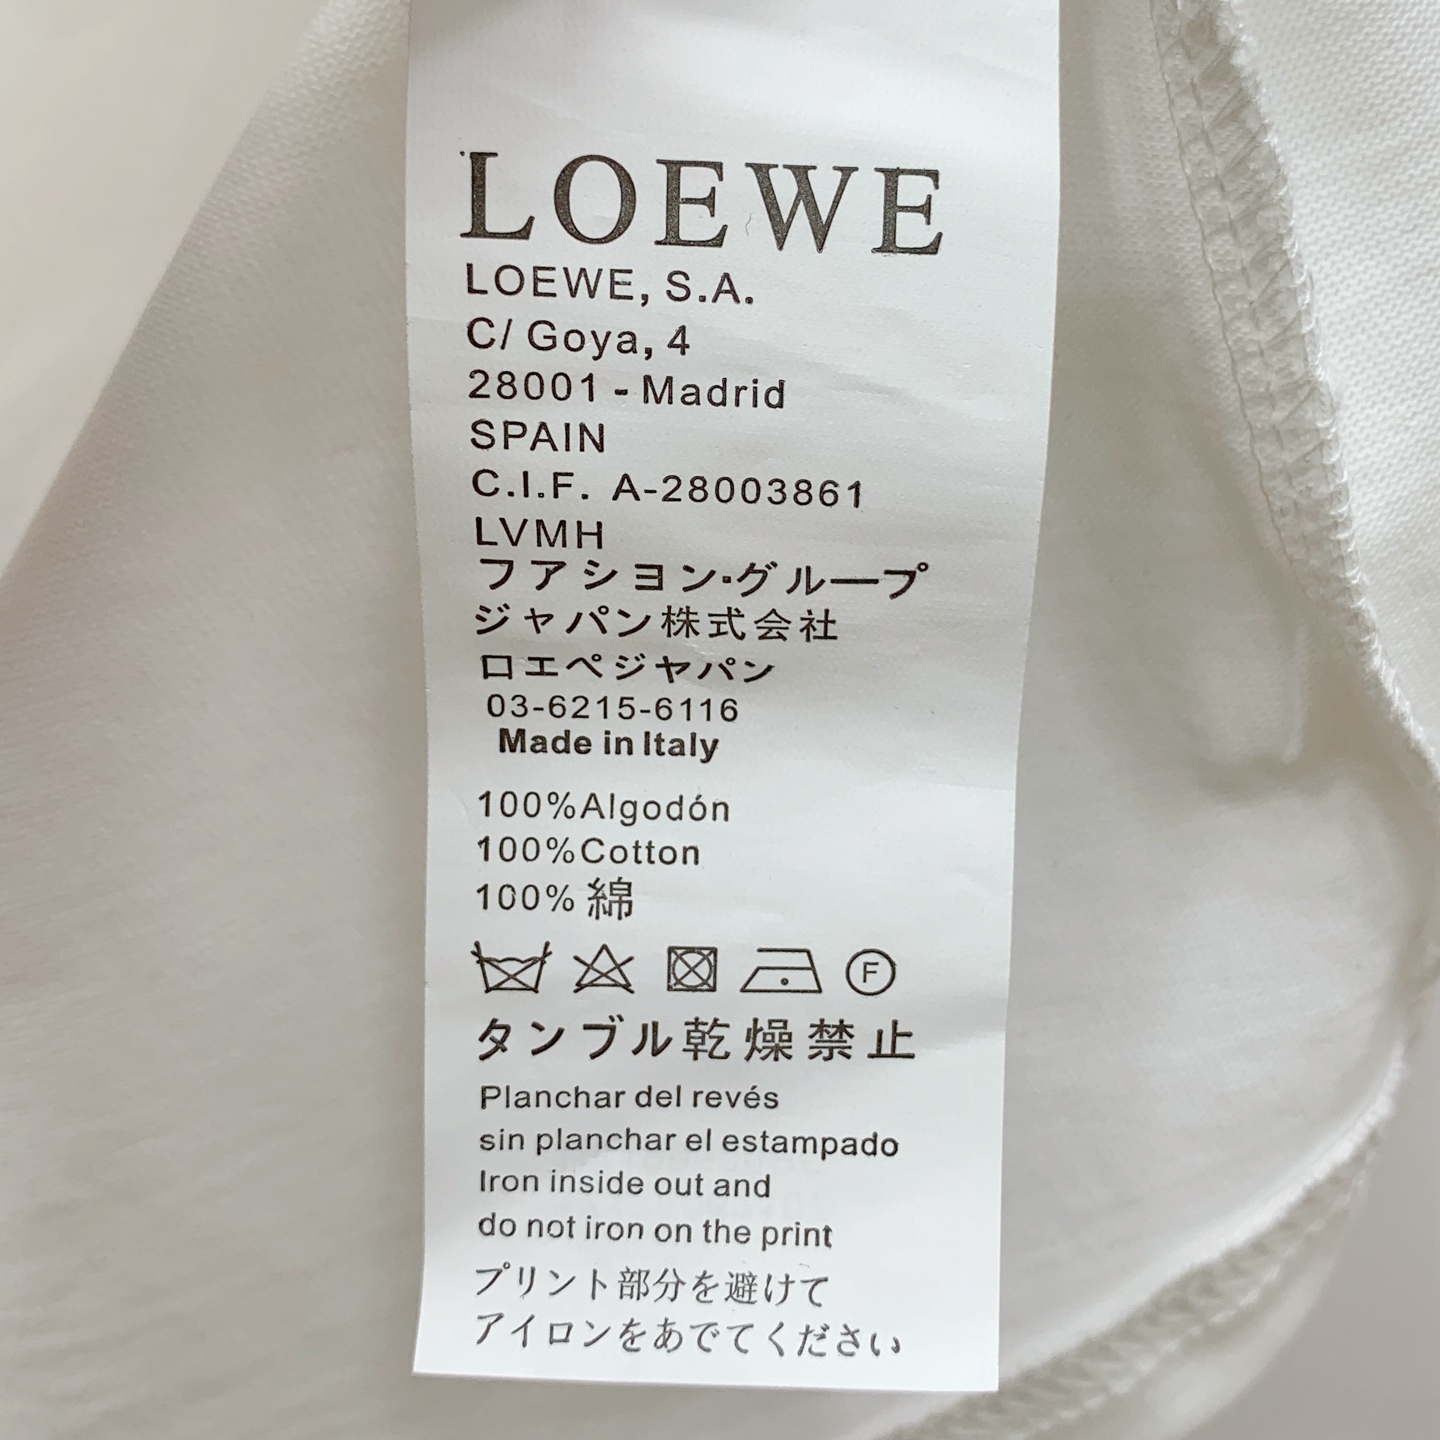 LOEWE
LOEWE, S.A.
C/ Goya, 4
28001 - Madrid
SPAIN
C.I.F. A-28003861
LVMH
フアシヨン·グループ
ジャパン株式会社
ロエペジヤパン
03-6215-6116
Made in Italy
100%Algodón
100%Cotton
100% 綿
F
タンブル乾燥禁止
Planchar del revés
sin planchar el estampado
Iron inside out and
do not iron on the print
プリント部分を避けて
アイロンをあでてください